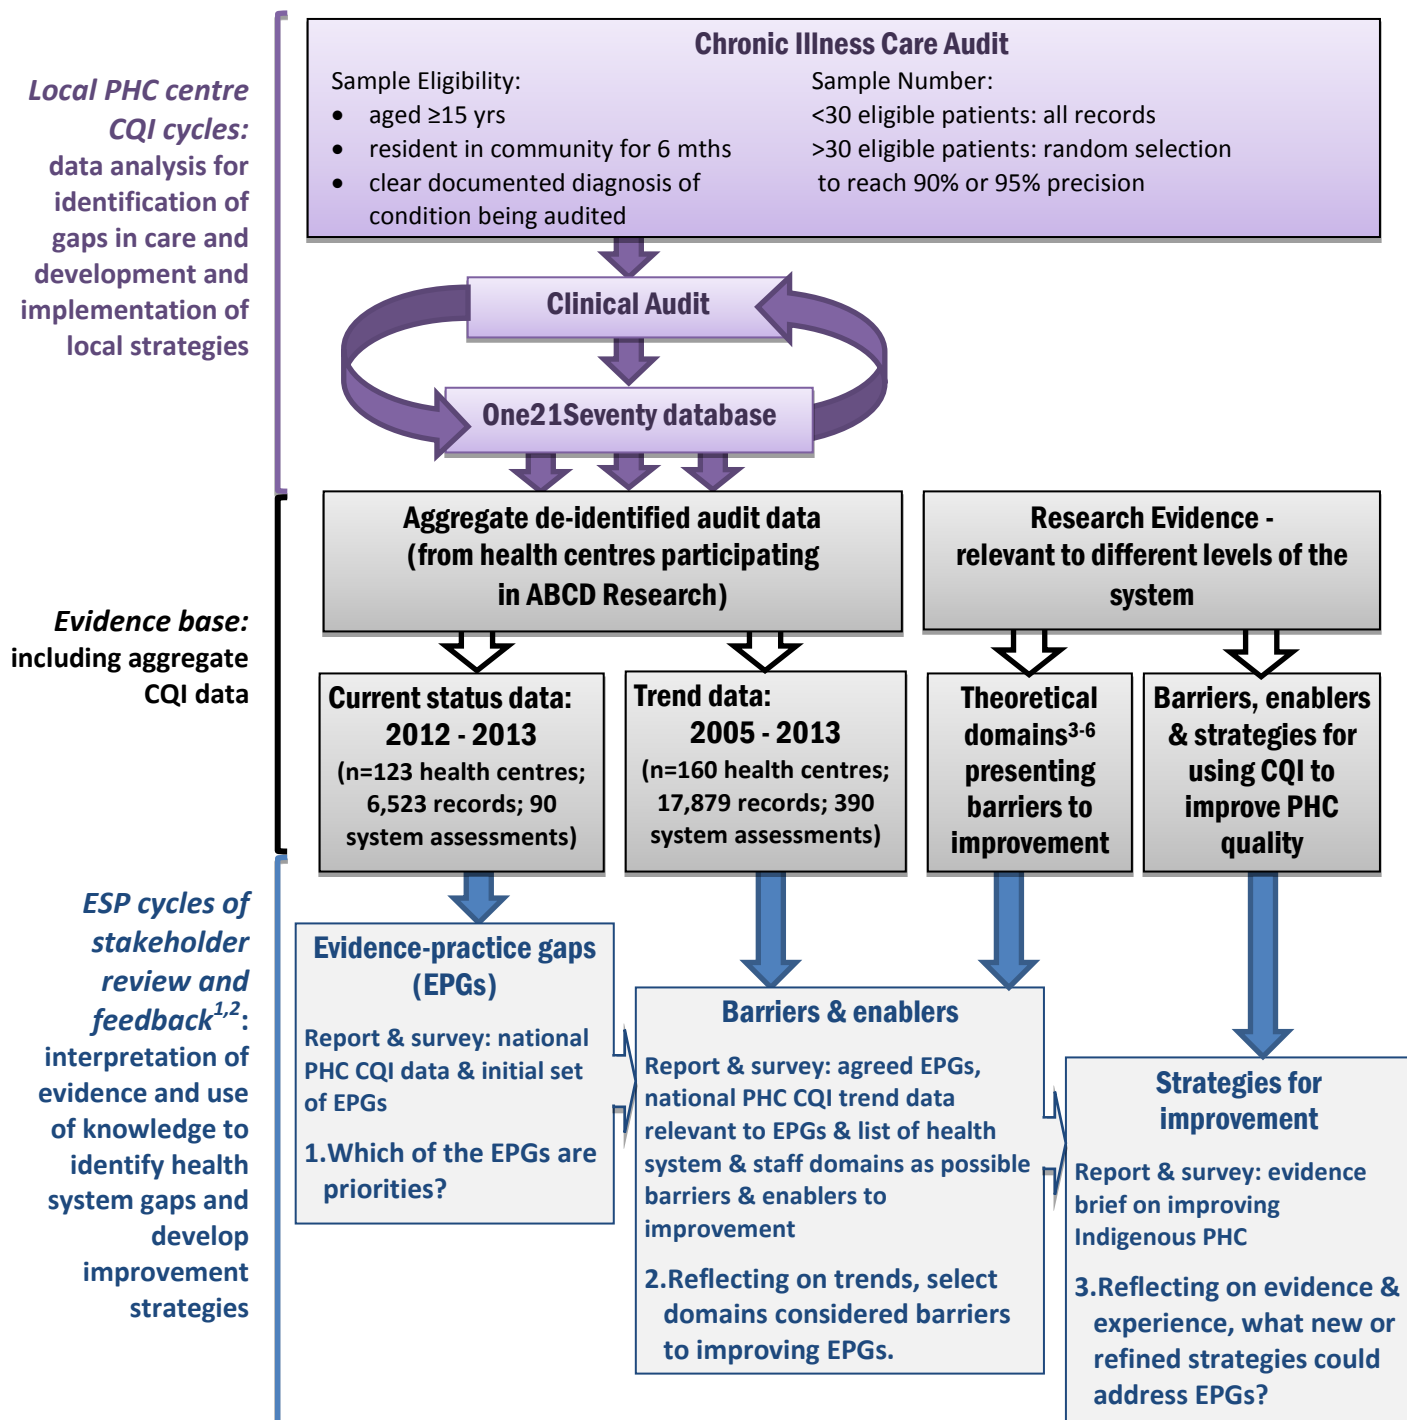 Chronic Illness Care Audit
Sample Eligibility:
• aged ≥15 yrs
• resident in community for 6 mths
• clear documented diagnosis of
condition being audited
Sample Number:
<30 eligible patients: all records
>30 eligible patients: random selection
to reach 90% or 95% precision
Local PHC centre
CQI cycles:
data analysis for
identification of
gaps in care and
development and
implementation of
local strategies
Clinical Audit
One21Seventy database
Evidence base:
including aggregate
CQI data
Aggregate de-identified audit data
(from health centres participating
in ABCD Research)
Research Evidence -
relevant to different levels of the
system
Current status data:
2012 - 2013
(n=123 health centres;
6,523 records; 90
system assessments)
Trend data:
2005 - 2013
(n=160 health centres;
17,879 records; 390
system assessments)
Theoretical
domains3-6
presenting
barriers to
improvement
Barriers, enablers
& strategies for
using CQI to
improve PHC
quality
ESP cycles of
stakeholder
review and
feedback1,2:
interpretation of
evidence and use
of knowledge to
identify health
system gaps and
develop
improvement
strategies
Evidence-practice gaps
(EPGs)
Report & survey: national
PHC CQI data & initial set
of EPGs
1.Which of the EPGs are
priorities?
Barriers & enablers
Report & survey: agreed EPGs,
national PHC CQI trend data
relevant to EPGs & list of health
system & staff domains as possible
barriers & enablers to
improvement
2.Reflecting on trends, select
domains considered barriers
to improving EPGs.
Strategies for
improvement
Report & survey: evidence
brief on improving
Indigenous PHC
3.Reflecting on evidence &
experience, what new or
refined strategies could
address EPGs?